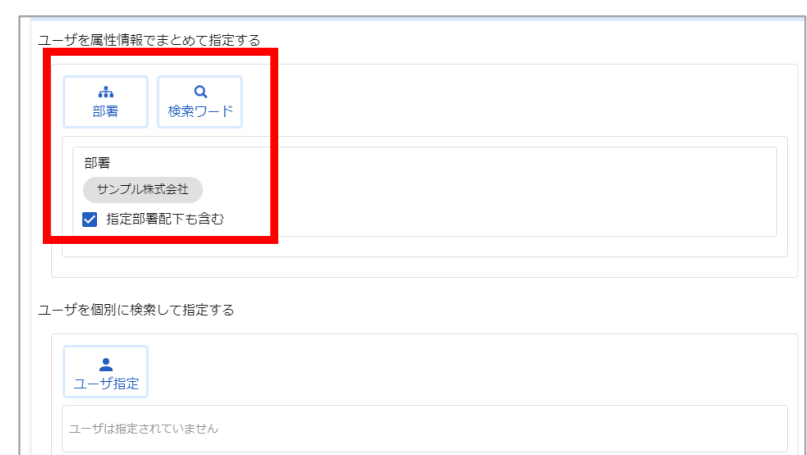 ユーザを属性情報でまとめて指定する
部署
検索ワード
部署
サンプル株式会社
指定部署配下も含む
ユーザを個別に検索して指定する
ユーザ指定
ユーザは指定されていません